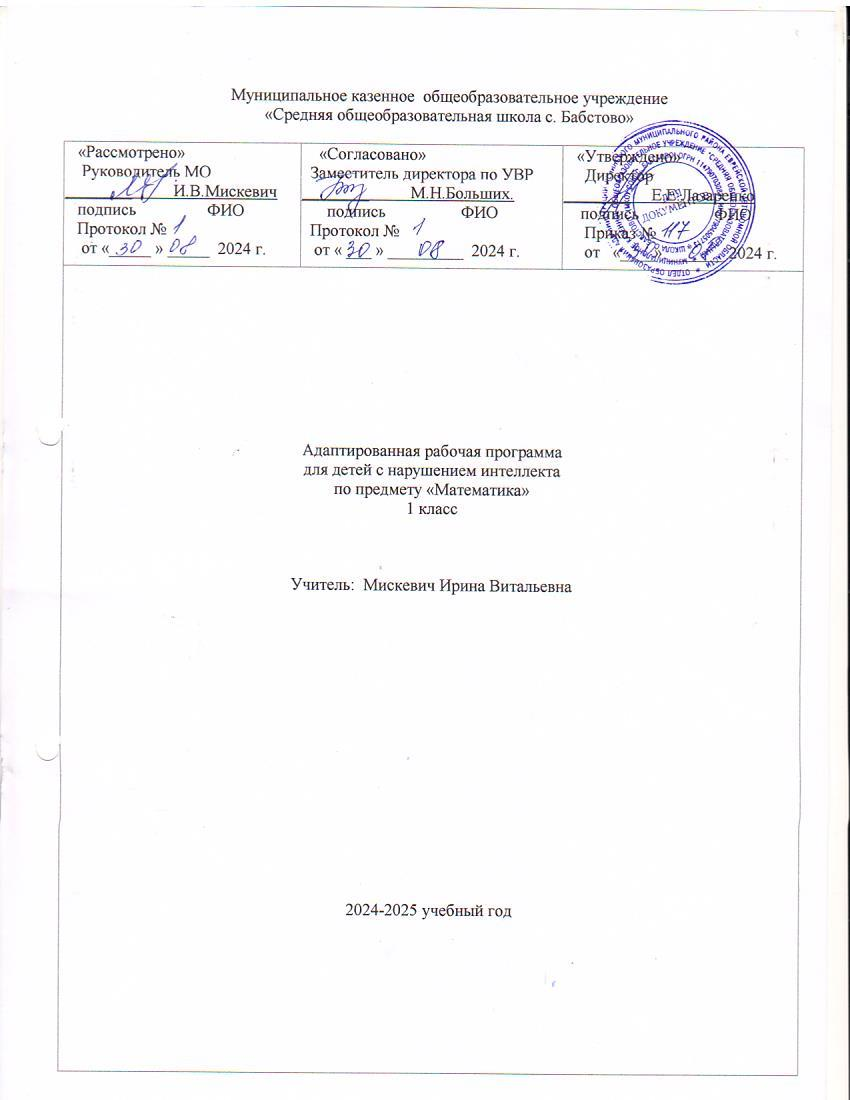 Муниципальное казенное общеобразовательное учреждение
«Средняя общеобразовательная школа с. Бабстово»
«Рассмотрено»
Руководитель МО
И.В.Мискевич
подпись ФИО
Протокол № 1
от « 30 » 08 2024 г.
«Согласовано»
Заместитель директора по УВР
М.Н.Больших.
подпись ФИО
Протокол № 1
от « 30 » 08 2024 г.
«Утверждено»
Директор
Е.Е.Лазаренко
подпись ФИО
Приказ № 117
от « » 2024 г.
ДОКУМЕНТОВ
Адаптированная рабочая программа
для детей с нарушением интеллекта
по предмету «Математика»
1 класс
Учитель: Мискевич Ирина Витальевна
2024-2025 учебный год